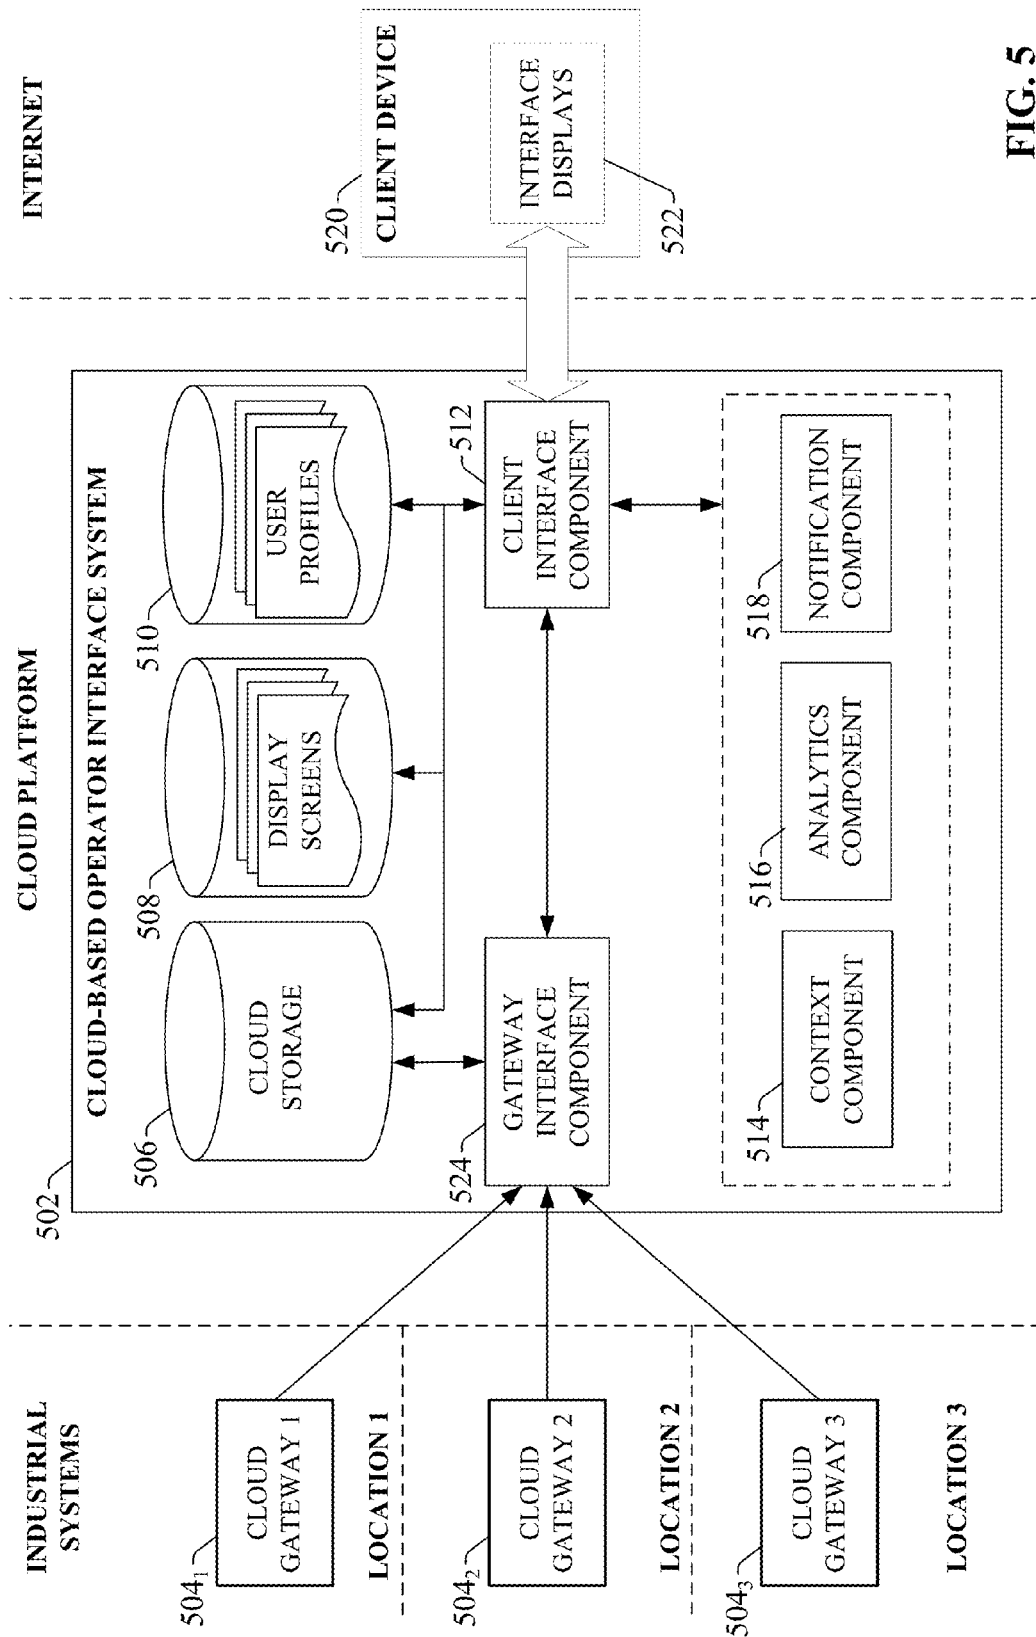 INDUSTRIAL
SYSTEMS
CLOUD PLATFORM
INTERNET
504₁
CLOUD
GATEWAY 1
LOCATION 1
504₂
CLOUD
GATEWAY 2
LOCATION 2
504₃
CLOUD
GATEWAY 3
LOCATION 3
502
CLOUD-BASED OPERATOR INTERFACE SYSTEM
506
CLOUD
STORAGE
508
DISPLAY
SCREENS
510
USER
PROFILES
524
GATEWAY
INTERFACE
COMPONENT
512
CLIENT
INTERFACE
COMPONENT
514
CONTEXT
COMPONENT
516
ANALYTICS
COMPONENT
518
NOTIFICATION
COMPONENT
520
CLIENT DEVICE
INTERFACE
DISPLAYS
522
FIG. 5